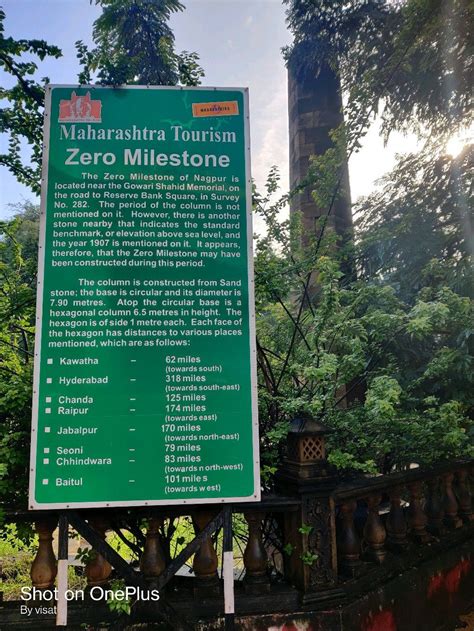 Maharashtra Tourism
Zero Milestone
The Zero Milestone of Nagpur is
located near the Gowari Shahid Memorial, on
the road to Reserve Bank Square, in Survey
No. 282. The period of the column is not
mentioned on it. However, there is another
stone nearby that indicates the standard
benchmark, or elevation above sea level, and
the year 1907 is mentioned on it. It appears,
therefore, that the Zero Milestone may have
been constructed during this period.
The column is constructed from Sand
stone; the base is circular and its diameter is
7.90 metres. Atop the circular base is a
hexagonal column 6.5 metres in height. The
hexagon is of side 1 metre each. Each face of
the hexagon has distances to various places
mentioned, which are as follows:
Kawatha – 62 miles
(towards south)
Hyderabad – 318 miles
(towards south-east)
Chanda – 125 miles
Raipur – 174 miles
(towards east)
Jabalpur – 170 miles
(towards north-east)
Seoni – 79 miles
Chhindwara – 83 miles
(towards north-west)
Baitul – 101 miles
(towards west)
Shot on OnePlus
By visat